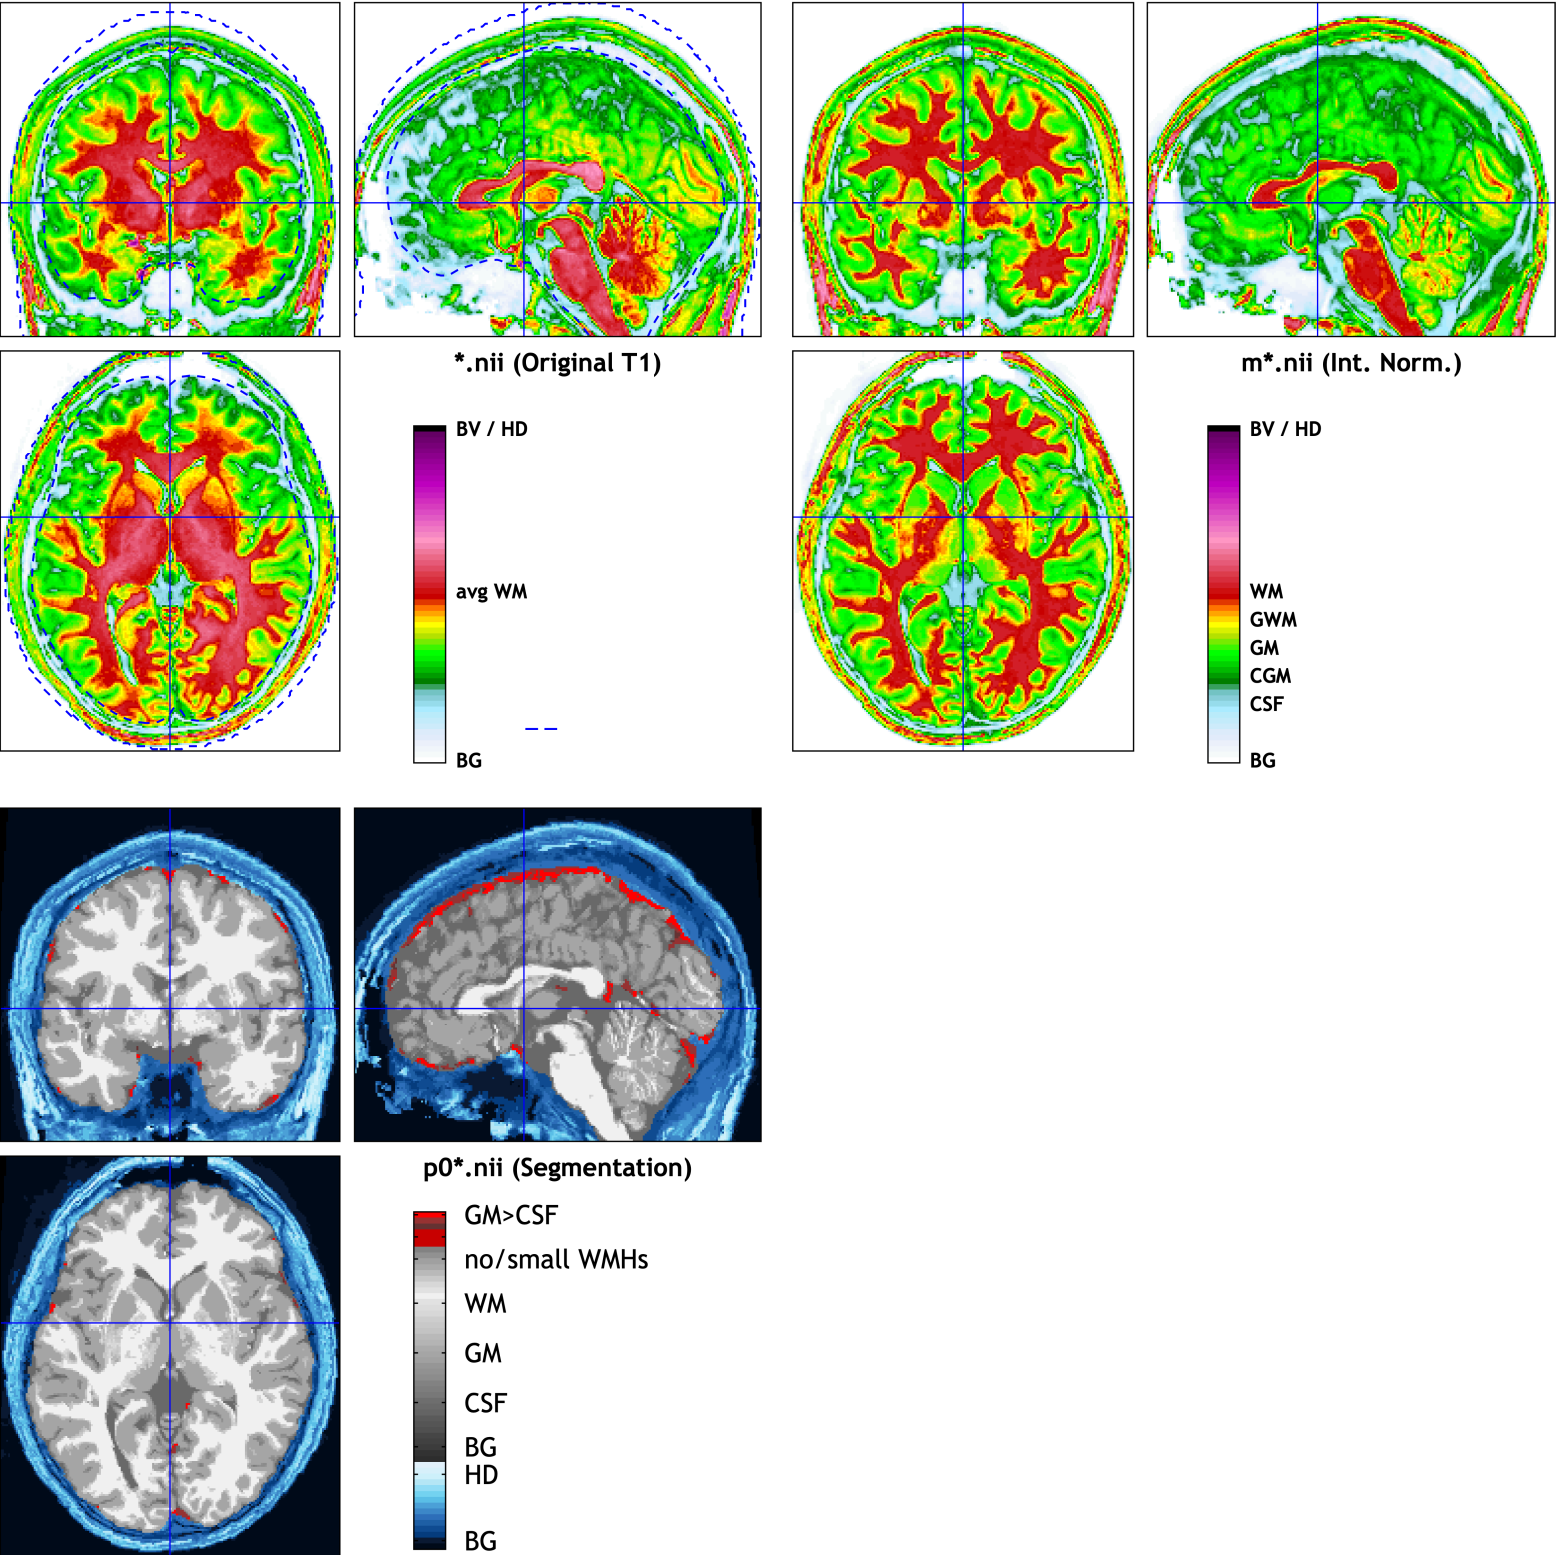 *.nii (Original T1)
BV / HD
avg WM
BG
m*.nii (Int. Norm.)
BV / HD
WM
GWM
GM
CGM
CSF
BG
p0*.nii (Segmentation)
GM>CSF
no/small WMHs
WM
GM
CSF
BG
HD
BG